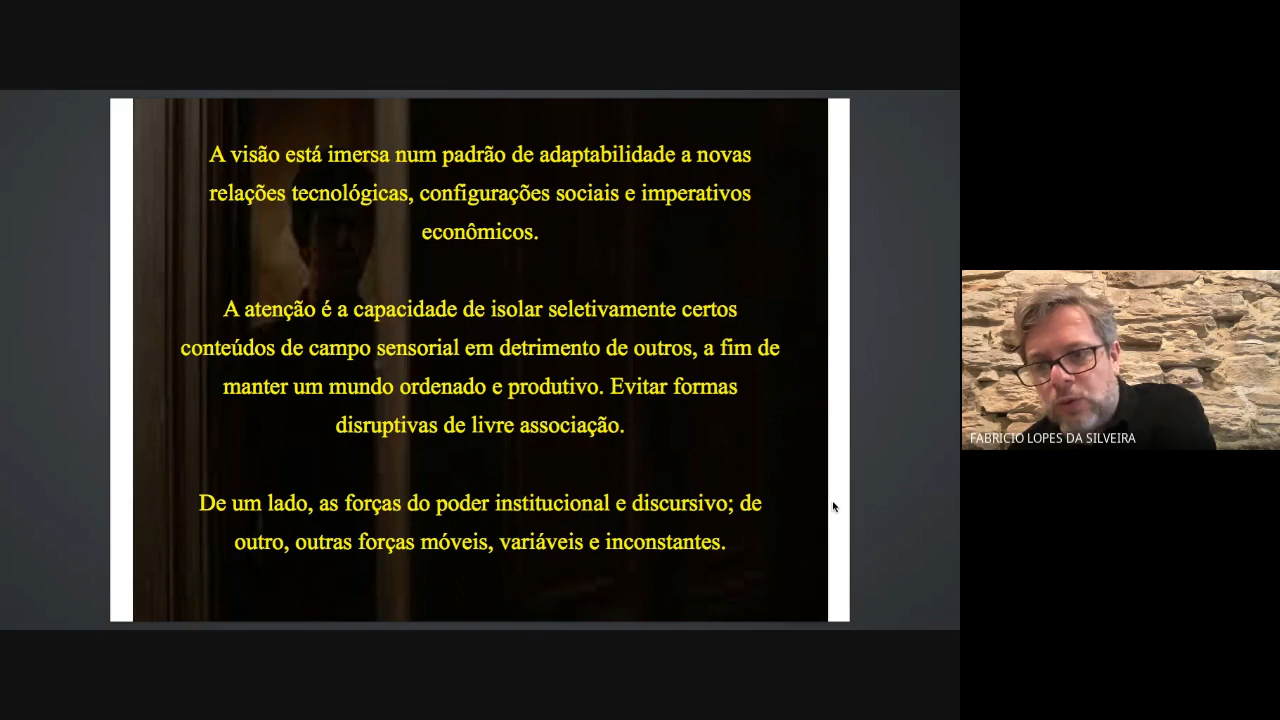 A visão está imersa num padrão de adaptabilidade a novas
relações tecnológicas, configurações sociais e imperativos
econômicos.
A atenção é a capacidade de isolar seletivamente certos
conteúdos de campo sensorial em detrimento de outros, a fim de
manter um mundo ordenado e produtivo. Evitar formas
disruptivas de livre associação.
De um lado, as forças do poder institucional e discursivo; de
outro, outras forças móveis, variáveis e inconstantes.
FABRICIO LOPES DA SILVEIRA